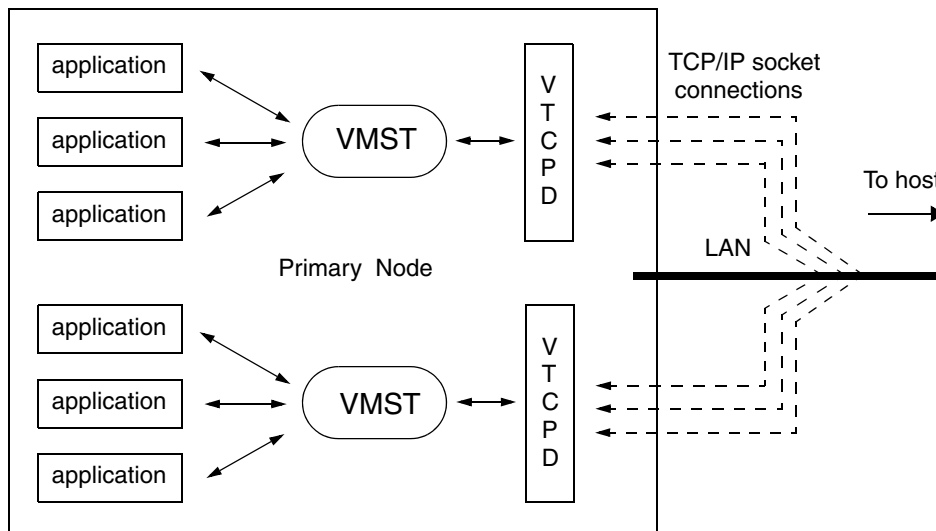 application
application
application
VMST
V
T
C
P
D
TCP/IP socket
connections
To host
LAN
Primary Node
application
application
application
VMST
V
T
C
P
D